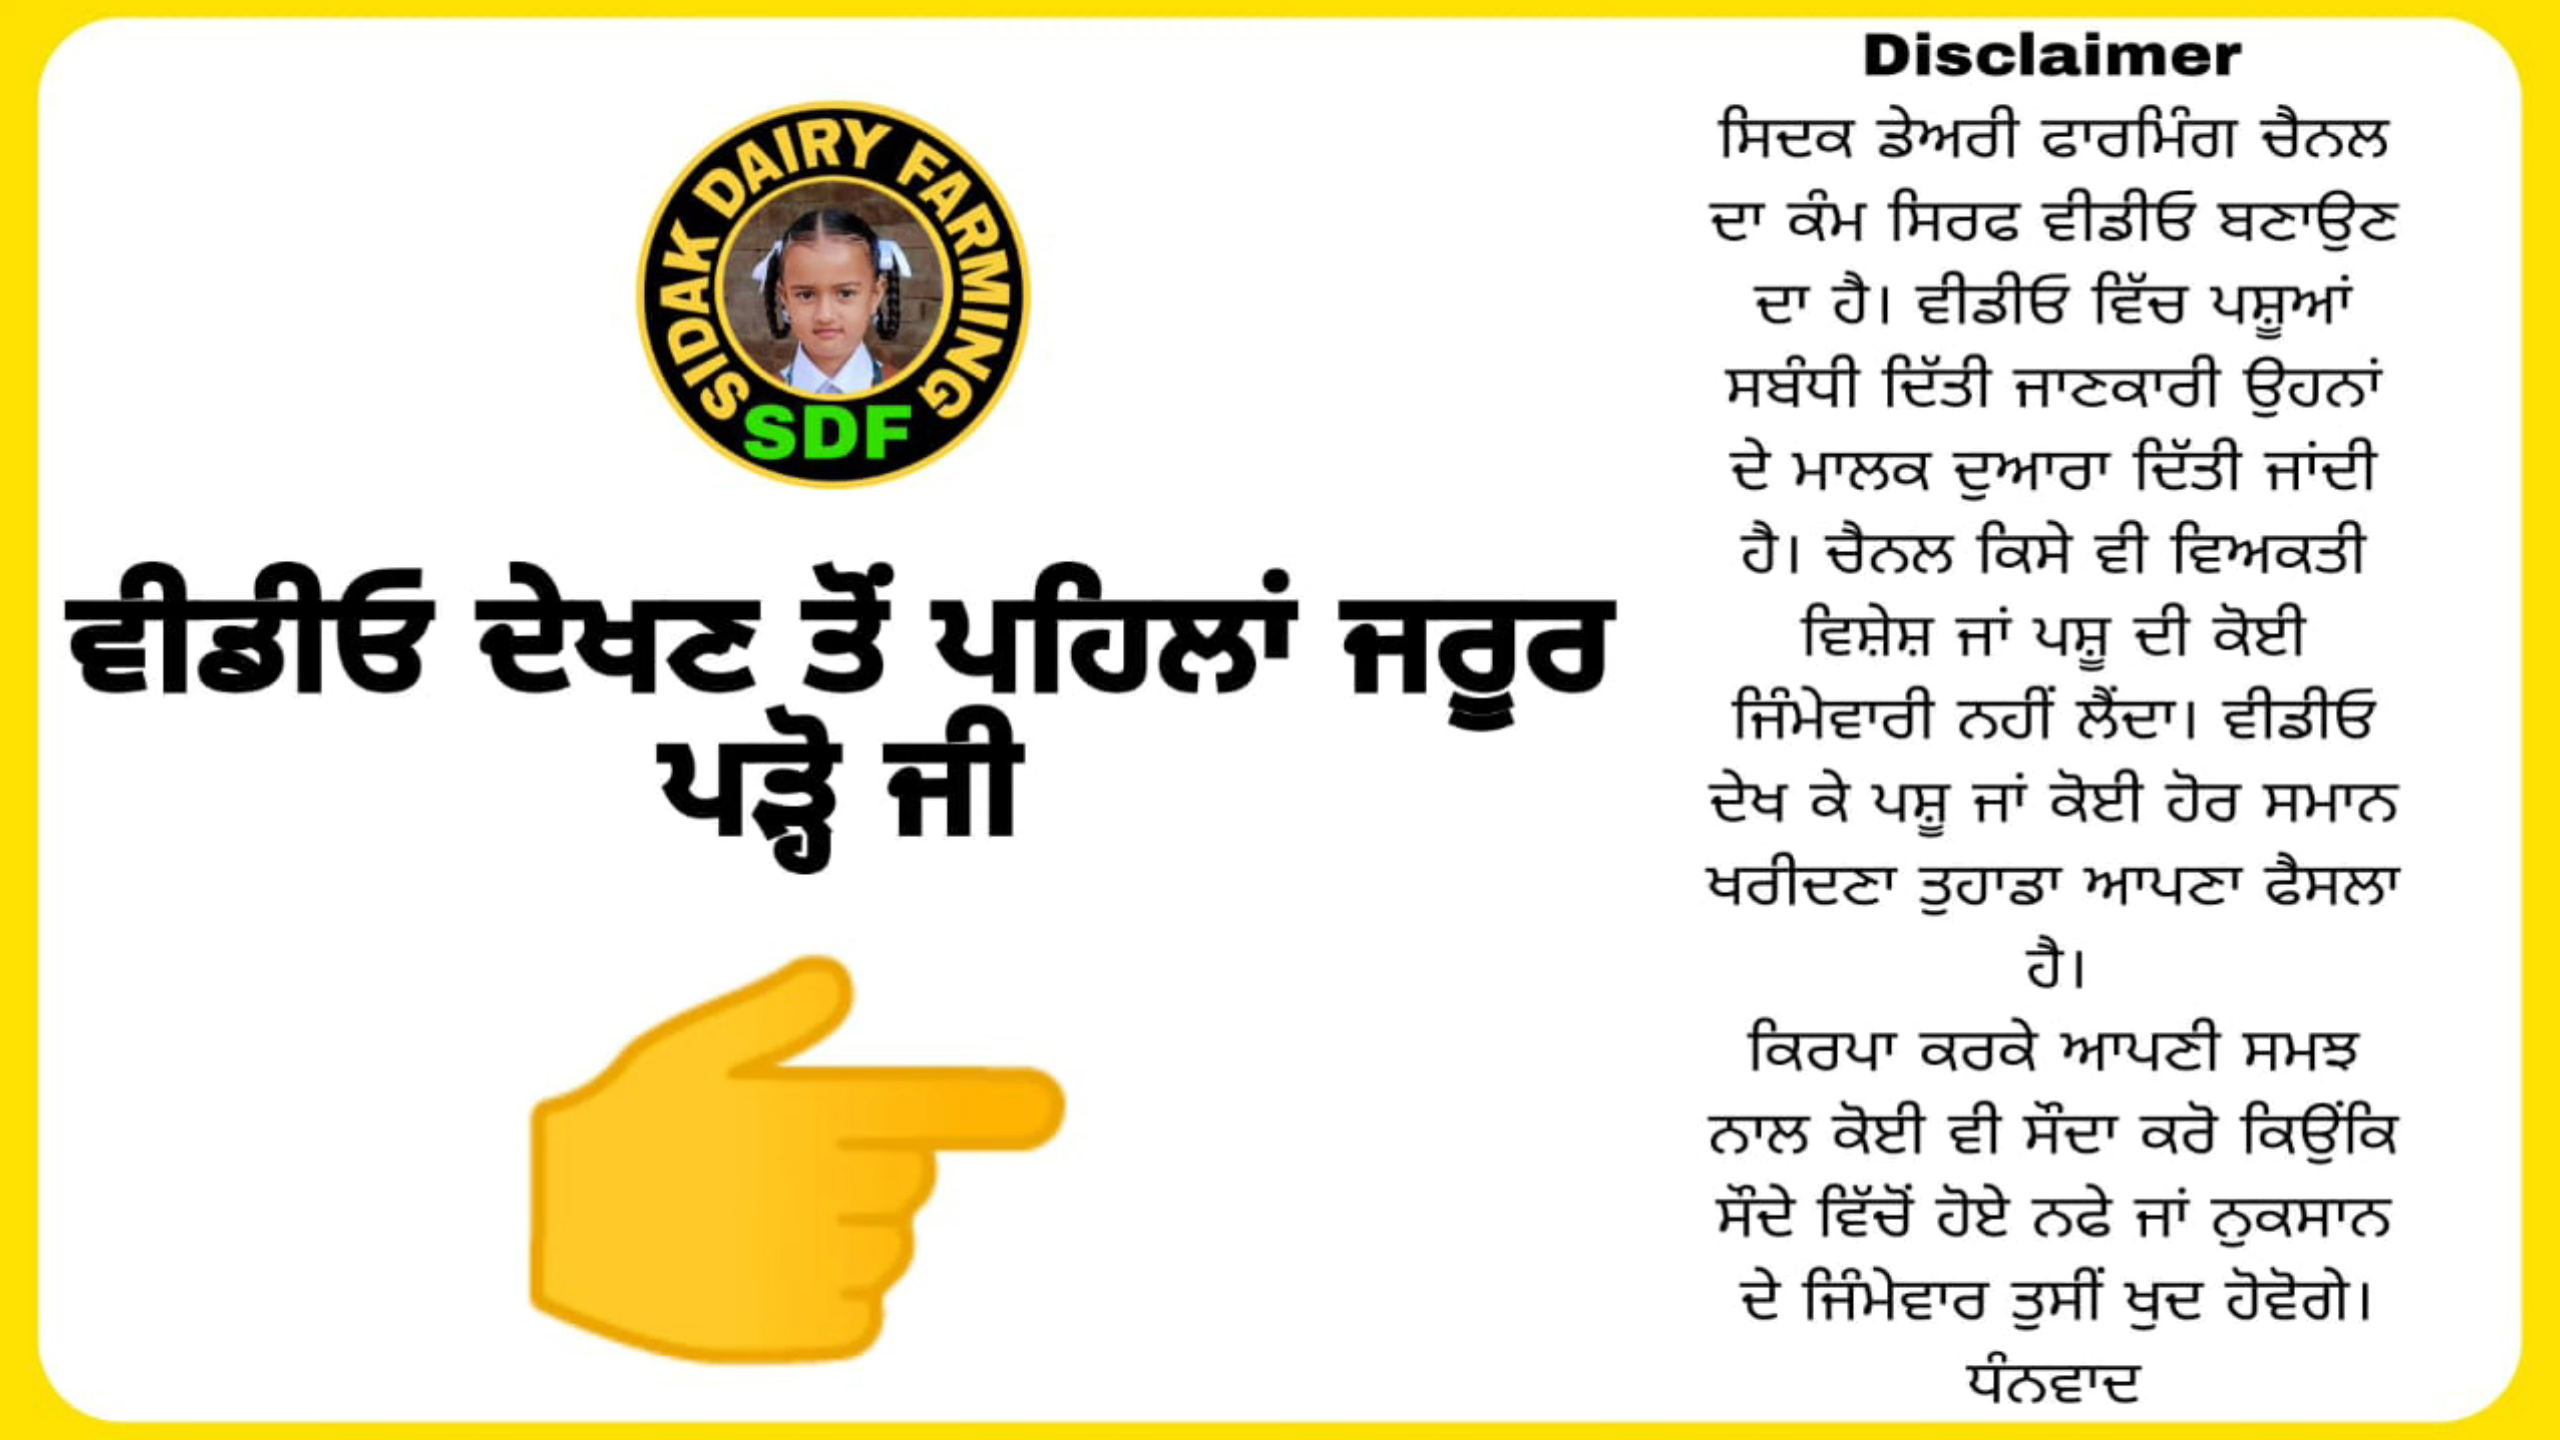 SIDAK DAIRY FARMING
SDF
ਵੀਡੀਓ ਦੇਖਣ ਤੋਂ ਪਹਿਲਾਂ ਜਰੂਰ
ਪੜ੍ਹੋ ਜੀ
Disclaimer
ਸਿਦਕ ਡੇਅਰੀ ਫਾਰਮਿੰਗ ਚੈਨਲ
ਦਾ ਕੰਮ ਸਿਰਫ ਵੀਡੀਓ ਬਣਾਉਣ
ਦਾ ਹੈ। ਵੀਡੀਓ ਵਿੱਚ ਪਸ਼ੂਆਂ
ਸਬੰਧੀ ਦਿੱਤੀ ਜਾਣਕਾਰੀ ਉਹਨਾਂ
ਦੇ ਮਾਲਕ ਦੁਆਰਾ ਦਿੱਤੀ ਜਾਂਦੀ
ਹੈ। ਚੈਨਲ ਕਿਸੇ ਵੀ ਵਿਅਕਤੀ
ਵਿਸ਼ੇਸ਼ ਜਾਂ ਪਸ਼ੂ ਦੀ ਕੋਈ
ਜਿੰਮੇਵਾਰੀ ਨਹੀਂ ਲੈਂਦਾ। ਵੀਡੀਓ
ਦੇਖ ਕੇ ਪਸ਼ੂ ਜਾਂ ਕੋਈ ਹੋਰ ਸਮਾਨ
ਖਰੀਦਣਾ ਤੁਹਾਡਾ ਆਪਣਾ ਫੈਸਲਾ
ਹੈ।
ਕਿਰਪਾ ਕਰਕੇ ਆਪਣੀ ਸਮਝ
ਨਾਲ ਕੋਈ ਵੀ ਸੌਦਾ ਕਰੋ ਕਿਉਂਕਿ
ਸੌਦੇ ਵਿੱਚੋਂ ਹੋਏ ਨਫੇ ਜਾਂ ਨੁਕਸਾਨ
ਦੇ ਜਿੰਮੇਵਾਰ ਤੁਸੀਂ ਖੁਦ ਹੋਵੋਗੇ।
ਧੰਨਵਾਦ